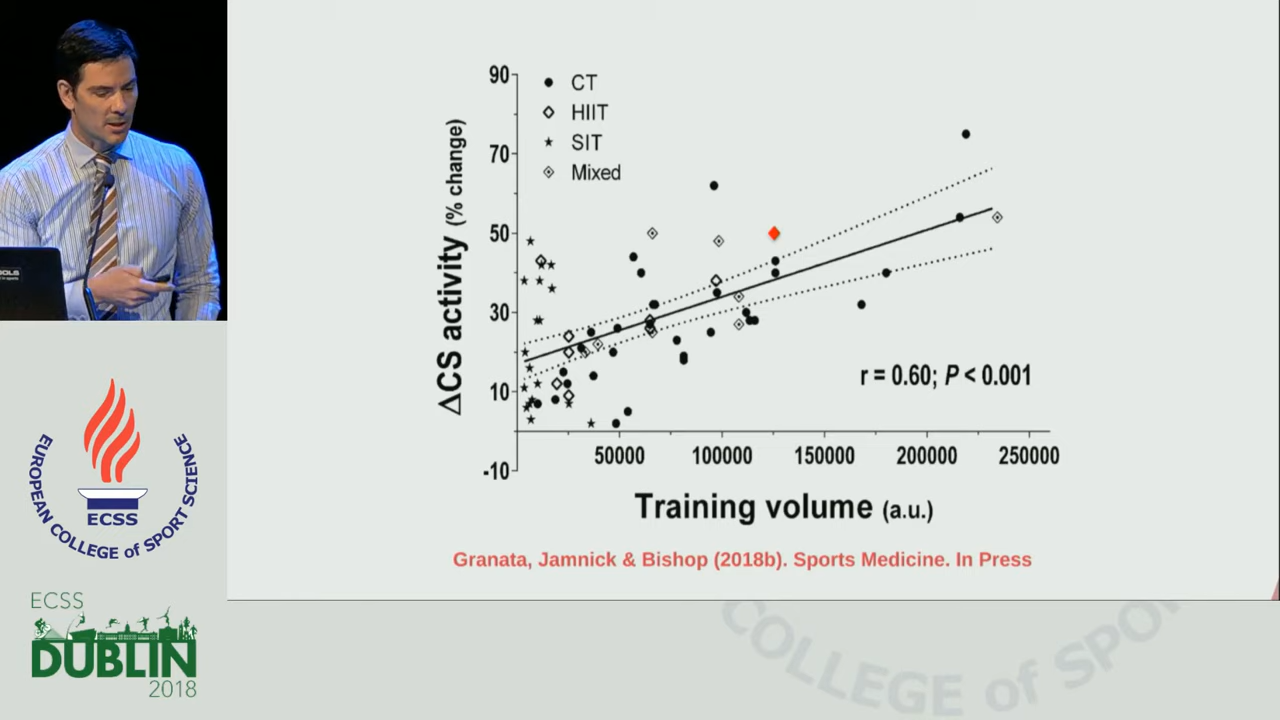 90
70
50
30
10
-10
ΔCS activity (% change)
CT
HIIT
SIT
Mixed
r = 0.60; P < 0.001
50000
100000
150000
200000
250000
Training volume (a.u.)
Granata, Jamnick & Bishop (2018b). Sports Medicine. In Press
EUROPEAN COLLEGE of SPORT SCIENCE
ECSS
ECSS
DUBLIN
2018
COLLEGE of SPOR